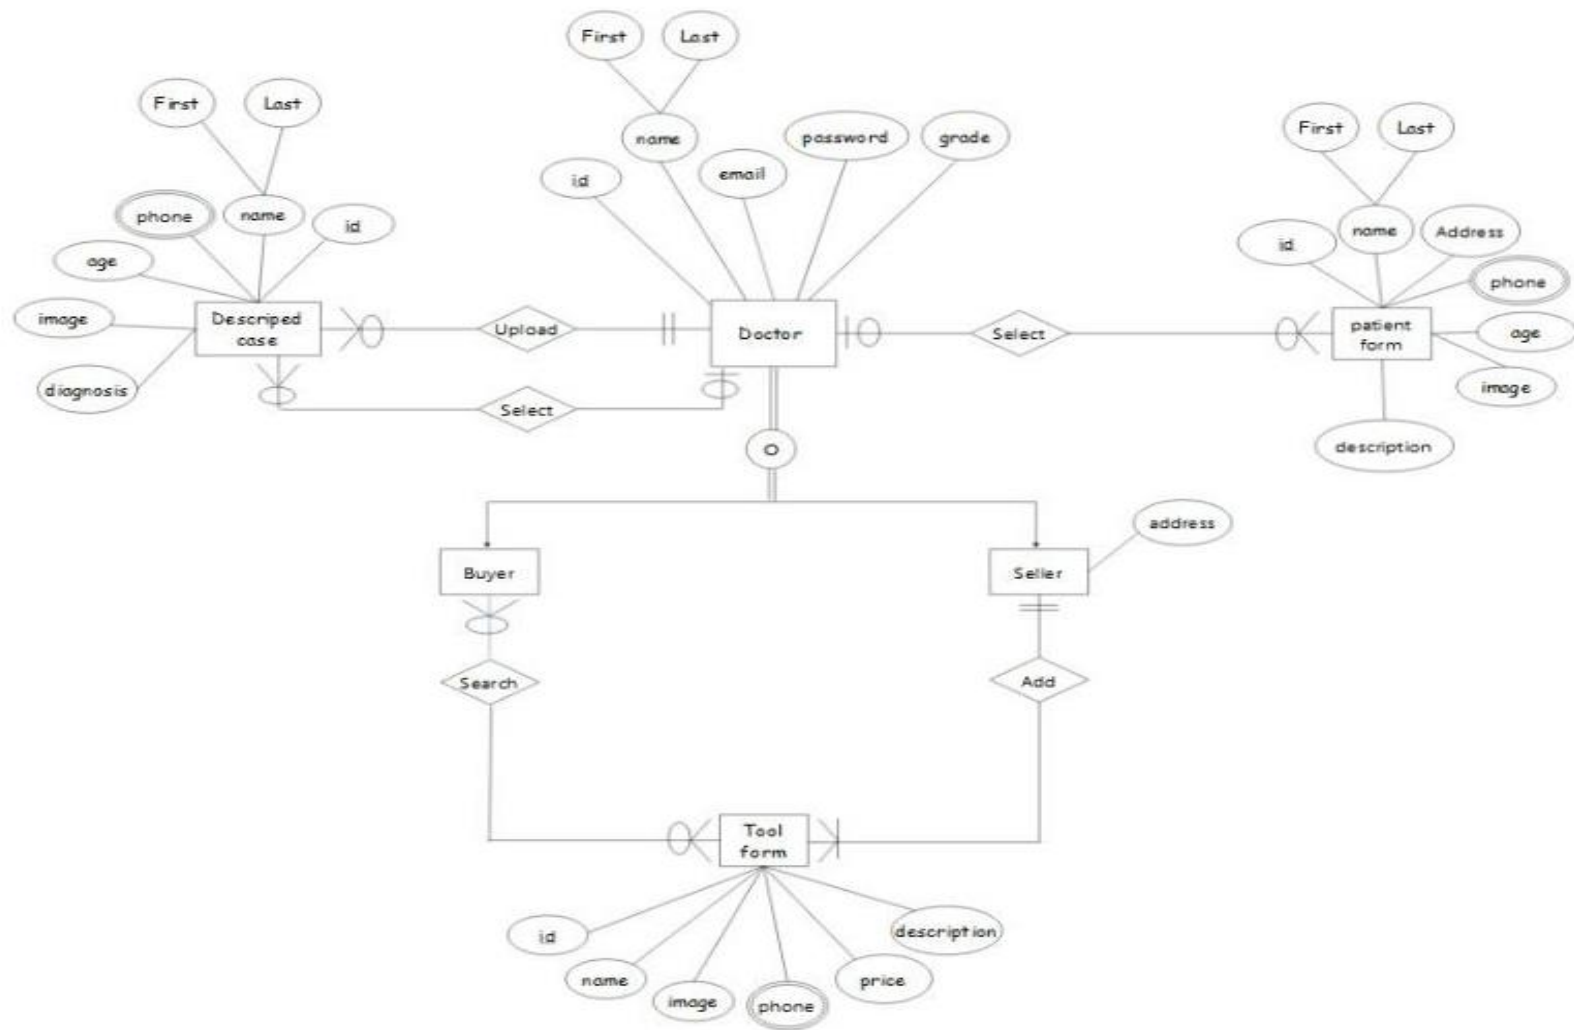 First
Last
First
Last
name
password
grade
First
Last
id
email
phone
name
id
id
name
Address
age
phone
image
Descriped
case
Upload
Doctor
Select
patient
form
age
diagnosis
Select
image
description
O
address
Buyer
Seller
Search
Add
Tool
form
id
description
name
image
phone
price